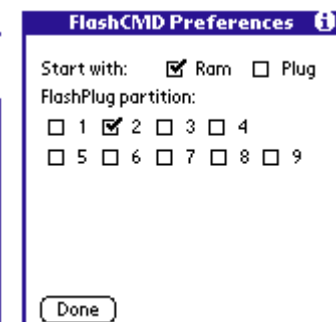 FlashCMD Preferences i
Start with: Ram Plug
FlashPlug partition:
1 2 3 4
5 6 7 8 9
Done